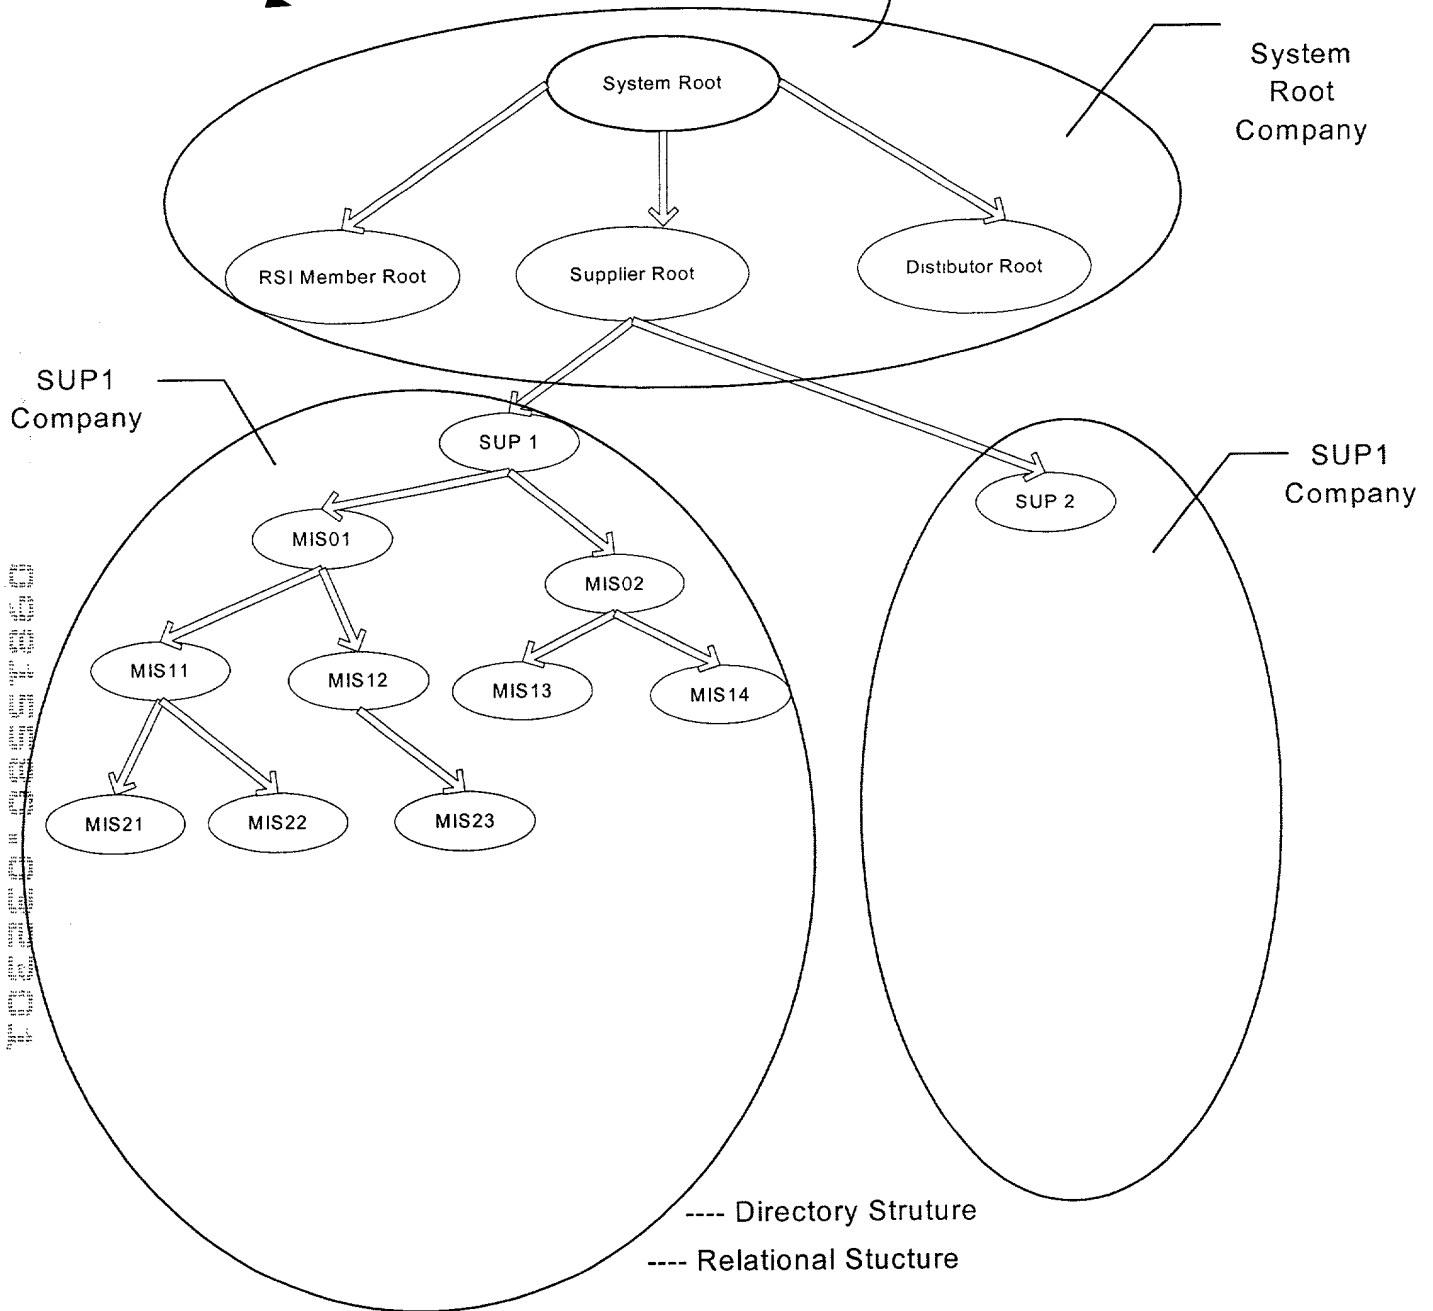 System Root
System
Root
Company
RSI Member Root
Supplier Root
Distibutor Root
SUP1
Company
SUP 1
SUP 2
SUP1
Company
MIS01
MIS02
MIS11
MIS12
MIS13
MIS14
MIS21
MIS22
MIS23
---- Directory Struture
---- Relational Stucture